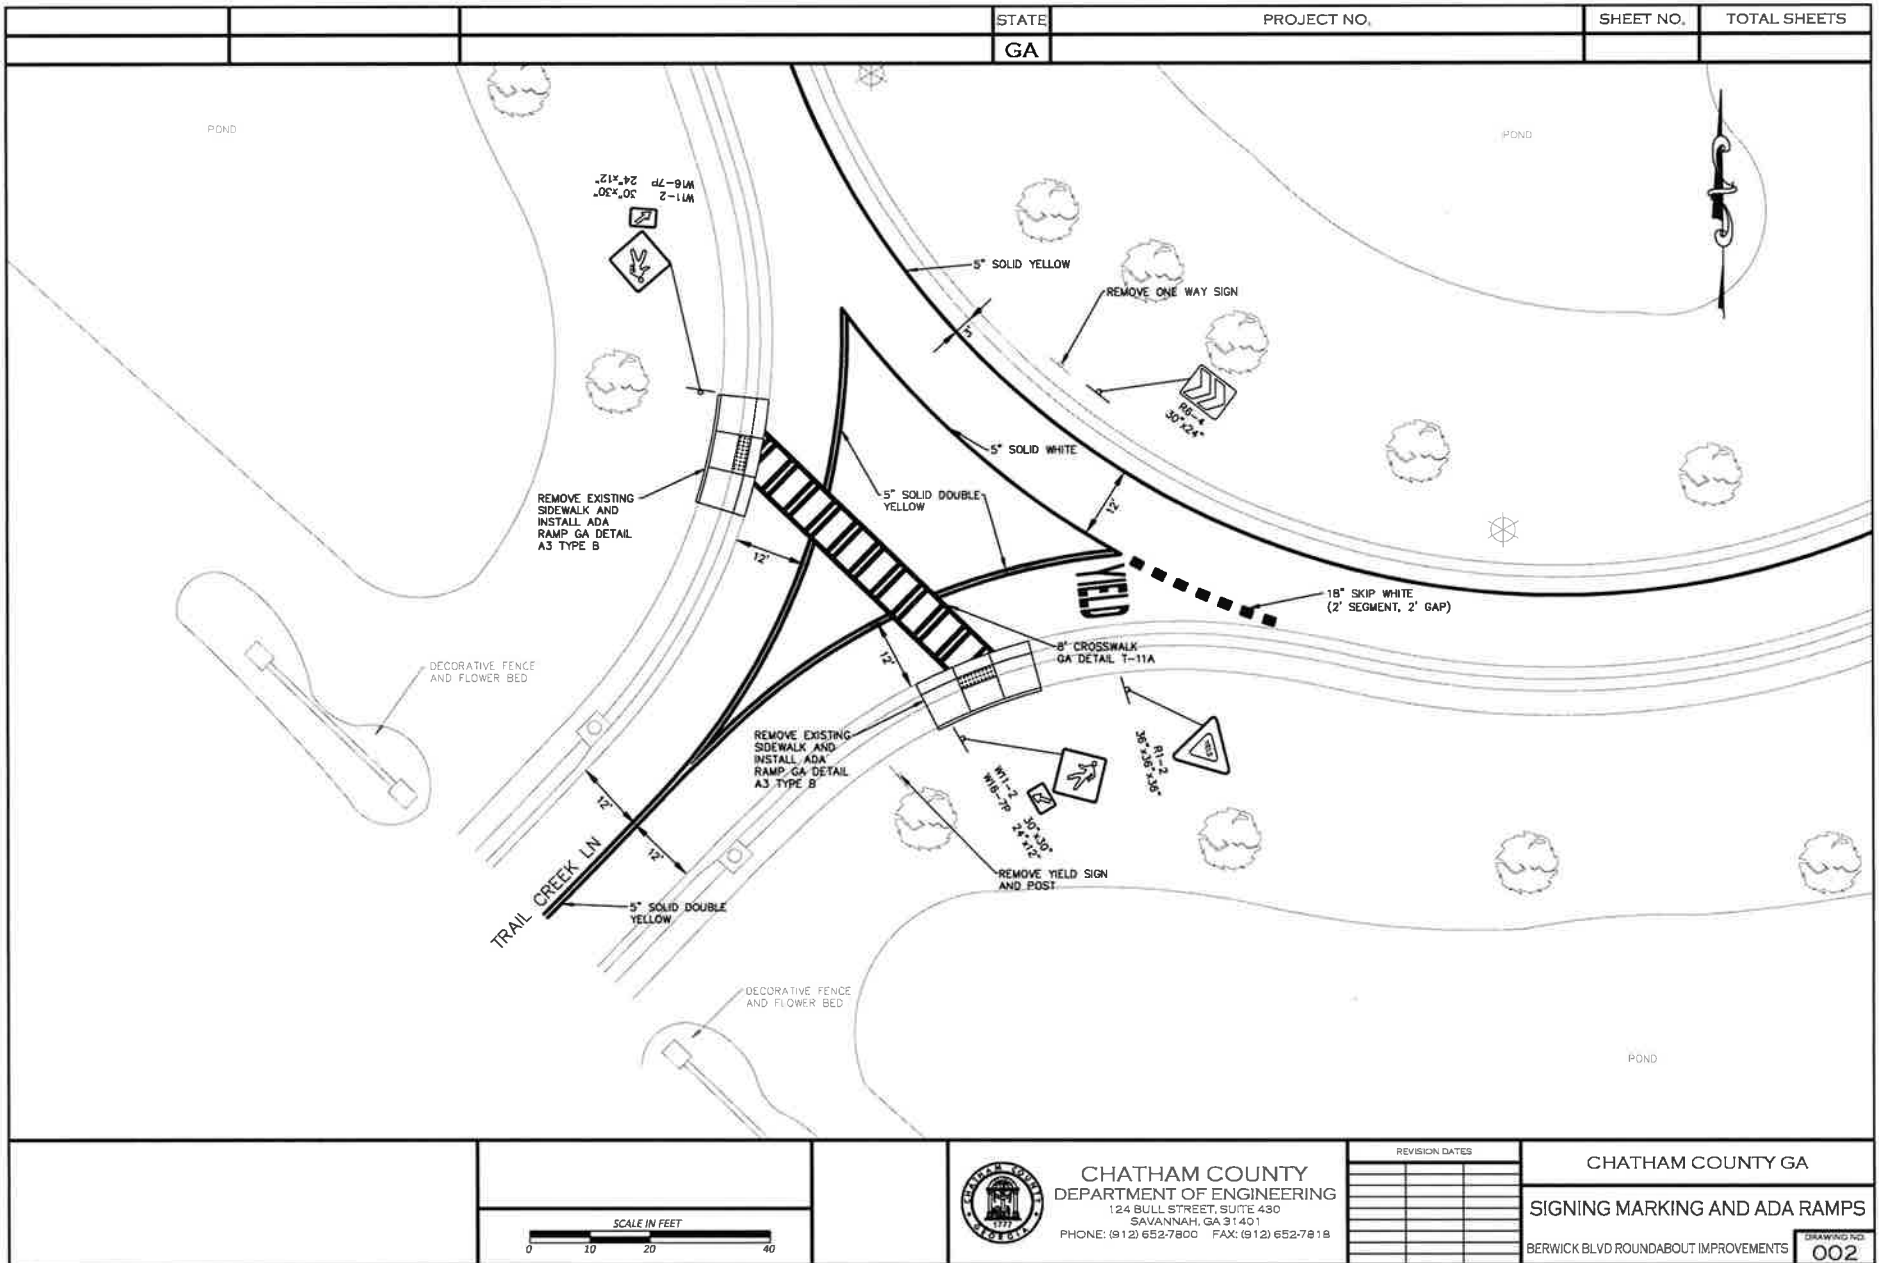 STATE
PROJECT NO.
SHEET NO.
TOTAL SHEETS
GA
POND
POND
W11-2 30"x30"
W16-7P 24"x12"
5" SOLID YELLOW
REMOVE ONE WAY SIGN
R6-4
30"x24"
5" SOLID WHITE
5" SOLID DOUBLE
YELLOW
12'
REMOVE EXISTING
SIDEWALK AND
INSTALL ADA
RAMP GA DETAIL
A3 TYPE B
12'
YIELD
18" SKIP WHITE
(2' SEGMENT, 2' GAP)
8' CROSSWALK
GA DETAIL T-11A
12'
DECORATIVE FENCE
AND FLOWER BED
REMOVE EXISTING
SIDEWALK AND
INSTALL ADA
RAMP GA DETAIL
A3 TYPE B
YIELD
R1-2
36"x36"x36"
W11-2 30"x30"
W16-7P 24"x12"
12'
12'
REMOVE YIELD SIGN
AND POST
TRAIL CREEK LN
5" SOLID DOUBLE
YELLOW
DECORATIVE FENCE
AND FLOWER BED
POND
SCALE IN FEET
0 10 20 40
CHATHAM COUNTY
1777
GEORGIA
CHATHAM COUNTY
DEPARTMENT OF ENGINEERING
124 BULL STREET, SUITE 430
SAVANNAH, GA 31401
PHONE: (912) 652-7800 FAX: (912) 652-7818
REVISION DATES
CHATHAM COUNTY GA
SIGNING MARKING AND ADA RAMPS
BERWICK BLVD ROUNDABOUT IMPROVEMENTS
DRAWING NO.
002